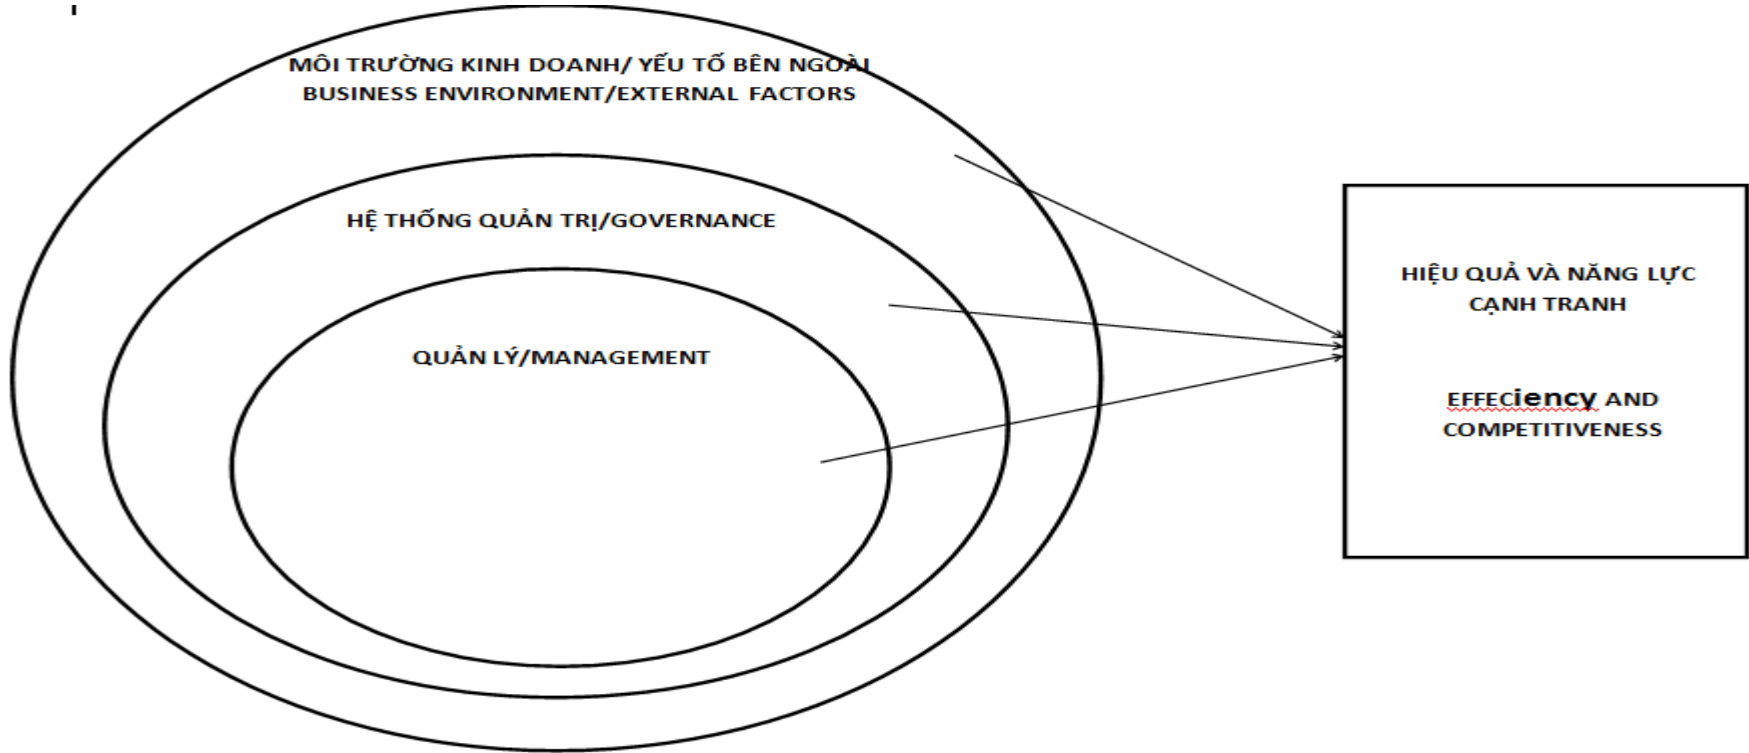 MÔI TRƯỜNG KINH DOANH/ YẾU TỐ BÊN NGOÀI
BUSINESS ENVIRONMENT/EXTERNAL FACTORS
HỆ THỐNG QUẢN TRỊ/GOVERNANCE
QUẢN LÝ/MANAGEMENT
HIỆU QUẢ VÀ NĂNG LỰC
CẠNH TRANH
EFFECiency AND
COMPETITIVENESS